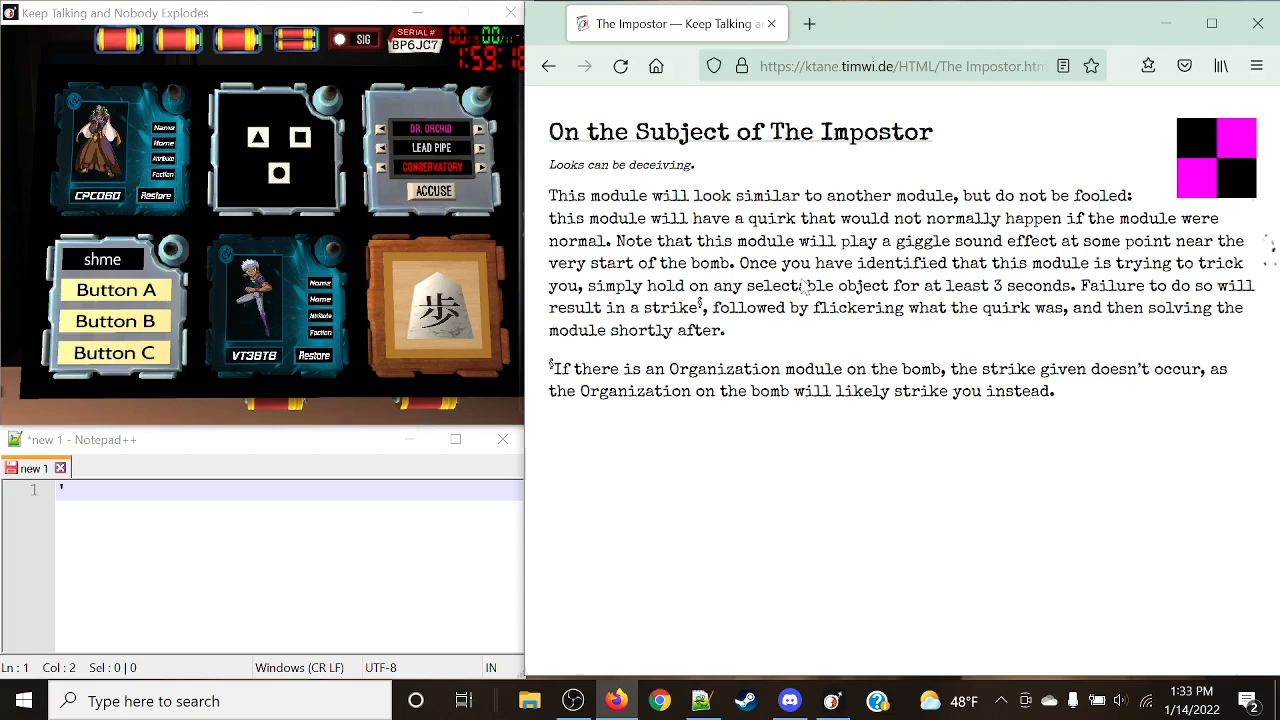 Keep Talking and Nobody Explodes
SIG
SERIAL#
BP6JC7
1:59:18
Name
Home
Attribute
Faction
CPC060
Restore
DR. ORCHID
LEAD PIPE
CONSERVATORY
ACCUSE
shme
Button A
Button B
Button C
Name
Home
Attribute
Faction
VT38T8
Restore
歩
*new 1 - Notepad++
new 1
1
'
Ln : 1 Col : 2 Sel : 0 | 0
Windows (CR LF)
UTF-8
IN
The Impostor — Keep Talking a
https://ktane.timwi.de/HTML/The Impostor.htm
On the Subject of The Impostor
Looks can be deceiving.
This module will look similar to another module, but do not be fooled:
this module will have a quirk that would not normally happen if the module were
normal. Note that this module will play a giggle sound effect at some point near the
very start of the bomb. Once you have identified that this module is trying to trick
you, simply hold on any selectable object for at least 3 seconds. Failure to do so will
result in a strike§, followed by flickering what the quirk was, and then solving the
module shortly after.
§If there is an Organization module on the bomb, the strike given doesn't occur, as
the Organization on the bomb will likely strike you instead.
Type here to search
48°F
1:33 PM
1/14/2022
2